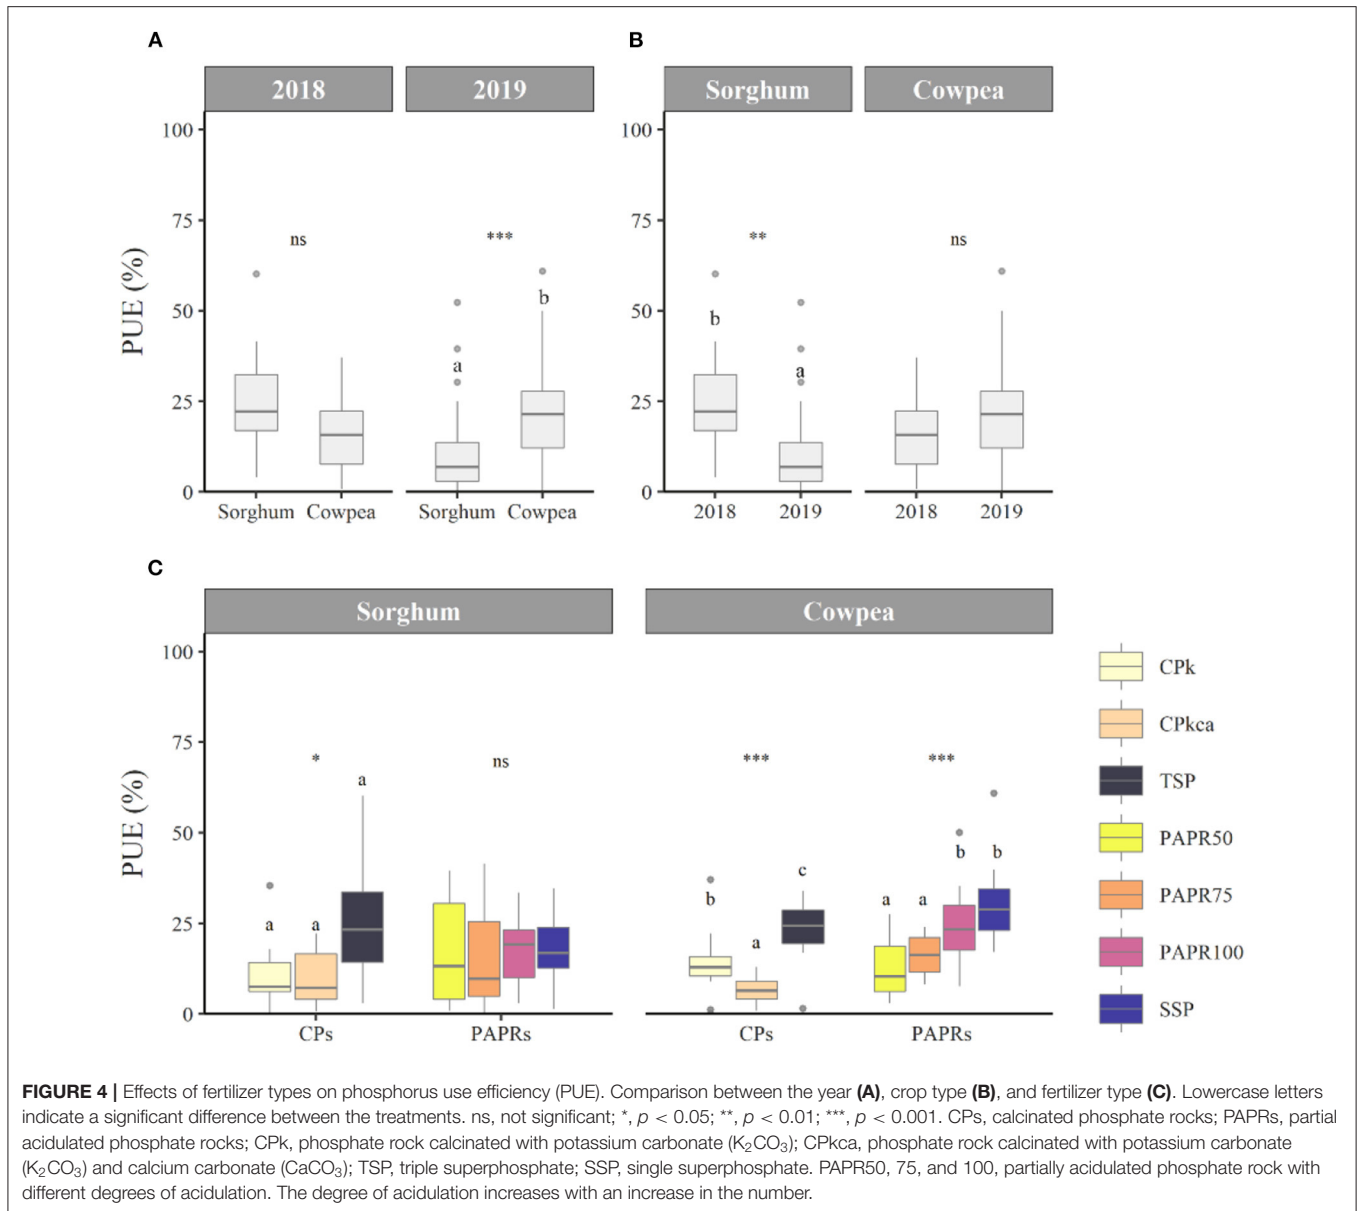 A
B
2018 2019
Sorghum Cowpea
100
75
50
25
0
PUE (%)
ns
***
a
b
Sorghum Cowpea
Sorghum Cowpea
100
75
50
25
0
**
ns
b
a
2018 2019
2018 2019
C
Sorghum
Cowpea
100
75
50
25
0
PUE (%)
*
ns
***
***
a
a
a
b
a
c
a
a
b
b
CPs
PAPRs
CPs
PAPRs
CPk
CPkca
TSP
PAPR50
PAPR75
PAPR100
SSP
FIGURE 4 | Effects of fertilizer types on phosphorus use efficiency (PUE). Comparison between the year (A), crop type (B), and fertilizer type (C). Lowercase letters
indicate a significant difference between the treatments. ns, not significant; *, p < 0.05; **, p < 0.01; ***, p < 0.001. CPs, calcinated phosphate rocks; PAPRs, partial
acidulated phosphate rocks; CPk, phosphate rock calcinated with potassium carbonate (K₂CO₃); CPkca, phosphate rock calcinated with potassium carbonate
(K₂CO₃) and calcium carbonate (CaCO₃); TSP, triple superphosphate; SSP, single superphosphate. PAPR50, 75, and 100, partially acidulated phosphate rock with
different degrees of acidulation. The degree of acidulation increases with an increase in the number.